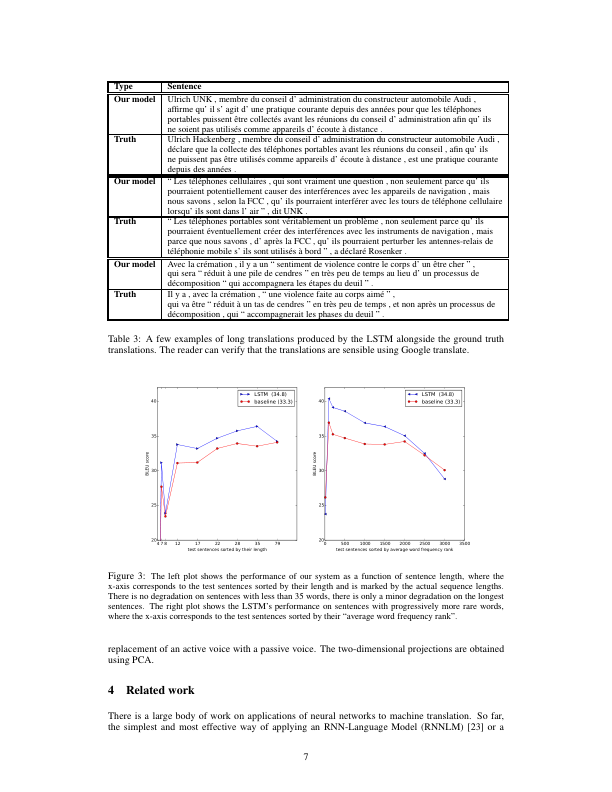 Type Sentence
Our model Ulrich UNK , membre du conseil d’ administration du constructeur automobile Audi ,
affirme qu’ il s’ agit d’ une pratique courante depuis des années pour que les téléphones
portables puissent être collectés avant les réunions du conseil d’ administration afin qu’ ils
ne soient pas utilisés comme appareils d’ écoute à distance .
Truth Ulrich Hackenberg , membre du conseil d’ administration du constructeur automobile Audi ,
déclare que la collecte des téléphones portables avant les réunions du conseil , afin qu’ ils
ne puissent pas être utilisés comme appareils d’ écoute à distance , est une pratique courante
depuis des années .
Our model “ Les téléphones cellulaires , qui sont vraiment une question , non seulement parce qu’ ils
pourraient potentiellement causer des interférences avec les appareils de navigation , mais
nous savons , selon la FCC , qu’ ils pourraient interférer avec les tours de téléphone cellulaire
lorsqu’ ils sont dans l’ air ” , dit UNK .
Truth “ Les téléphones portables sont véritablement un problème , non seulement parce qu’ ils
pourraient éventuellement créer des interférences avec les instruments de navigation , mais
parce que nous savons , d’ après la FCC , qu’ ils pourraient perturber les antennes-relais de
téléphonie mobile s’ ils sont utilisés à bord ” , a déclaré Rosenker .
Our model Avec la crémation , il y a un “ sentiment de violence contre le corps d’ un être cher ” ,
qui sera “ réduit à une pile de cendres ” en très peu de temps au lieu d’ un processus de
décomposition “ qui accompagnera les étapes du deuil ” .
Truth Il y a , avec la crémation , “ une violence faite au corps aimé ” ,
qui va être “ réduit à un tas de cendres ” en très peu de temps , et non après un processus de
décomposition , qui “ accompagnerait les phases du deuil ” .
Table 3: A few examples of long translations produced by the LSTM alongside the ground truth
translations. The reader can verify that the translations are sensible using Google translate.
LSTM (34.8)
baseline (33.3)
BLEU score
40
35
30
25
20
4 7 8 12 17 22 28 35 79
test sentences sorted by their length
LSTM (34.8)
baseline (33.3)
BLEU score
40
35
30
25
20
0 500 1000 1500 2000 2500 3000 3500
test sentences sorted by average word frequency rank
Figure 3: The left plot shows the performance of our system as a function of sentence length, where the
x-axis corresponds to the test sentences sorted by their length and is marked by the actual sequence lengths.
There is no degradation on sentences with less than 35 words, there is only a minor degradation on the longest
sentences. The right plot shows the LSTM’s performance on sentences with progressively more rare words,
where the x-axis corresponds to the test sentences sorted by their “average word frequency rank”.
replacement of an active voice with a passive voice. The two-dimensional projections are obtained
using PCA.
4 Related work
There is a large body of work on applications of neural networks to machine translation. So far,
the simplest and most effective way of applying an RNN-Language Model (RNNLM) [23] or a
7